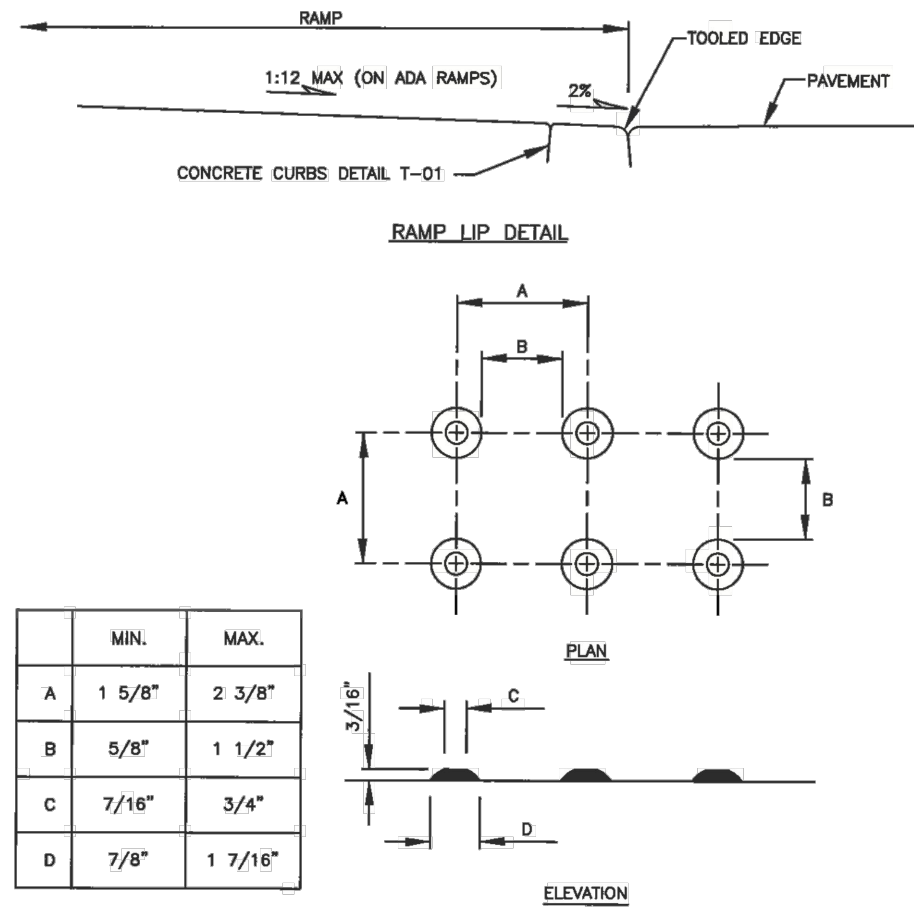 RAMP
TOOLED EDGE
1:12 MAX (ON ADA RAMPS)
2%
PAVEMENT
CONCRETE CURBS DETAIL T-01
RAMP LIP DETAIL
A
B
A
B
PLAN
MIN. MAX.
A 1 5/8" 2 3/8"
B 5/8" 1 1/2"
C 7/16" 3/4"
D 7/8" 1 7/16"
3/16"
C
D
ELEVATION